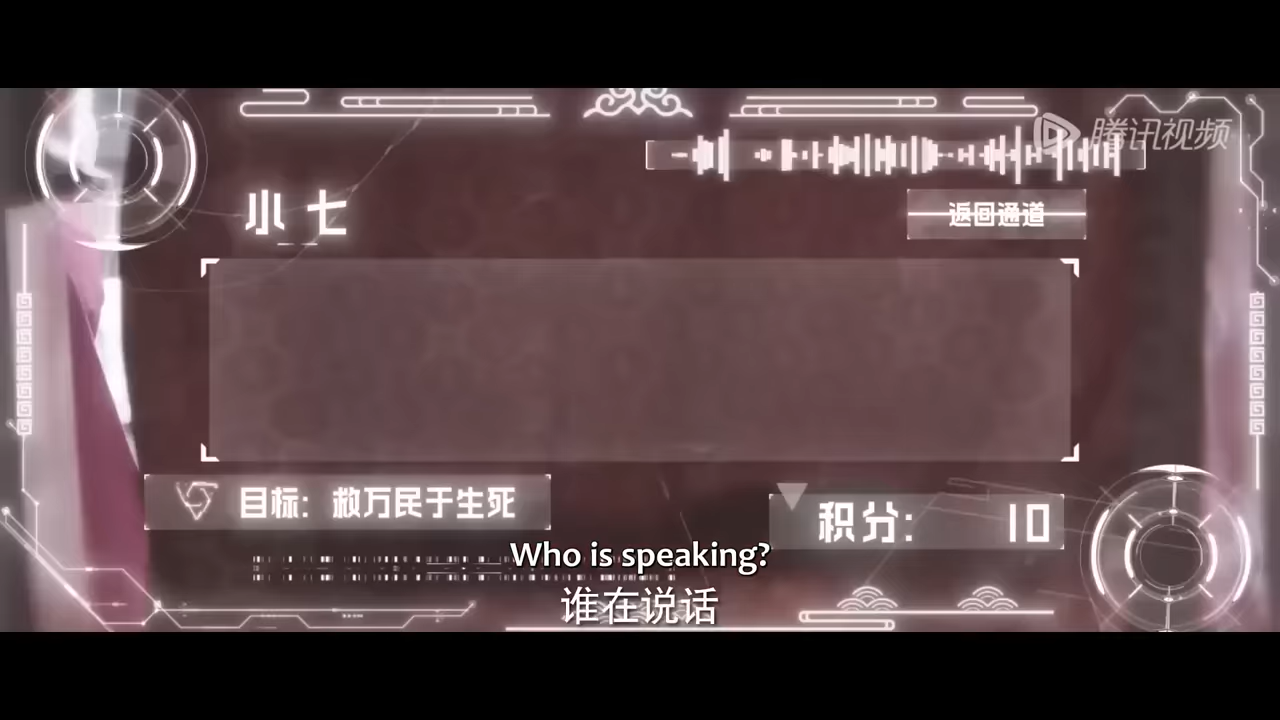 腾讯视频
小七
返回通道
目标：救万民于生死
积分： 10
Who is speaking?
谁在说话